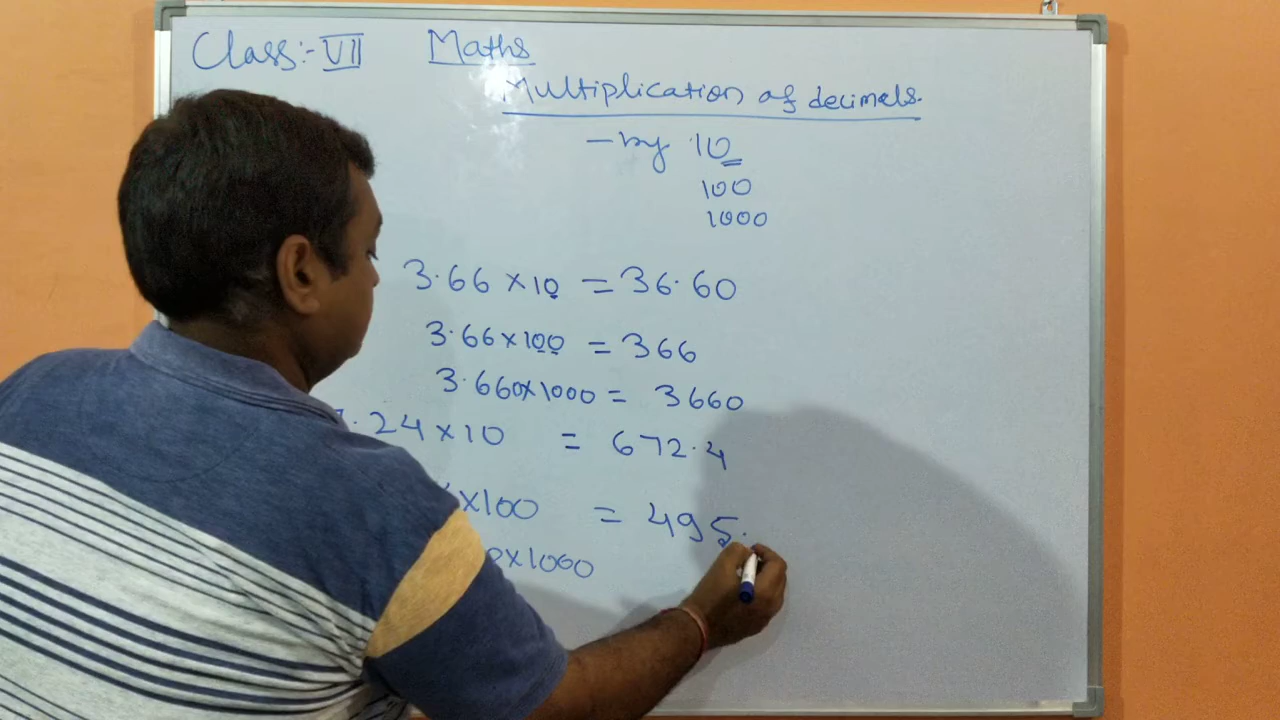 Class:- VII Maths
Multiplication of decimals.
- by 10
100
1000
3.66 × 10 = 36.60
3.66 × 100 = 366
3.660 × 1000 = 3660
.24 × 10 = 672.4
× 100 = 495.
× 1000